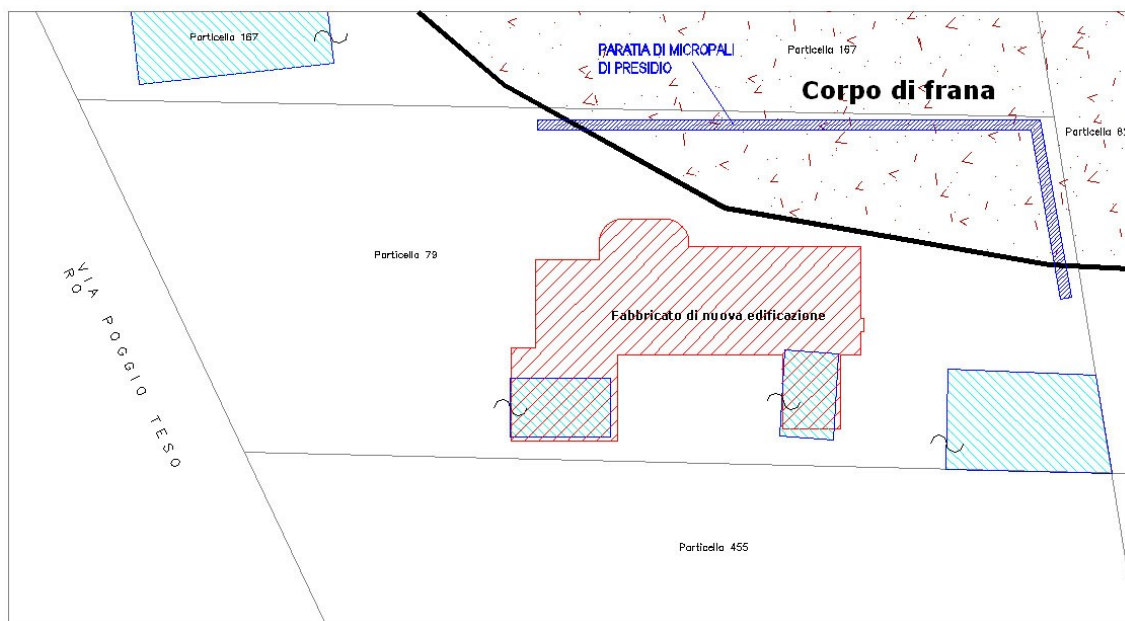 Particella 167
PARATIA DI MICROPALI
DI PRESIDIO
Particella 167
Corpo di frana
Particella 79
VIA POGGIO TESO
RO
Fabbricato di nuova edificazione
Particella 455